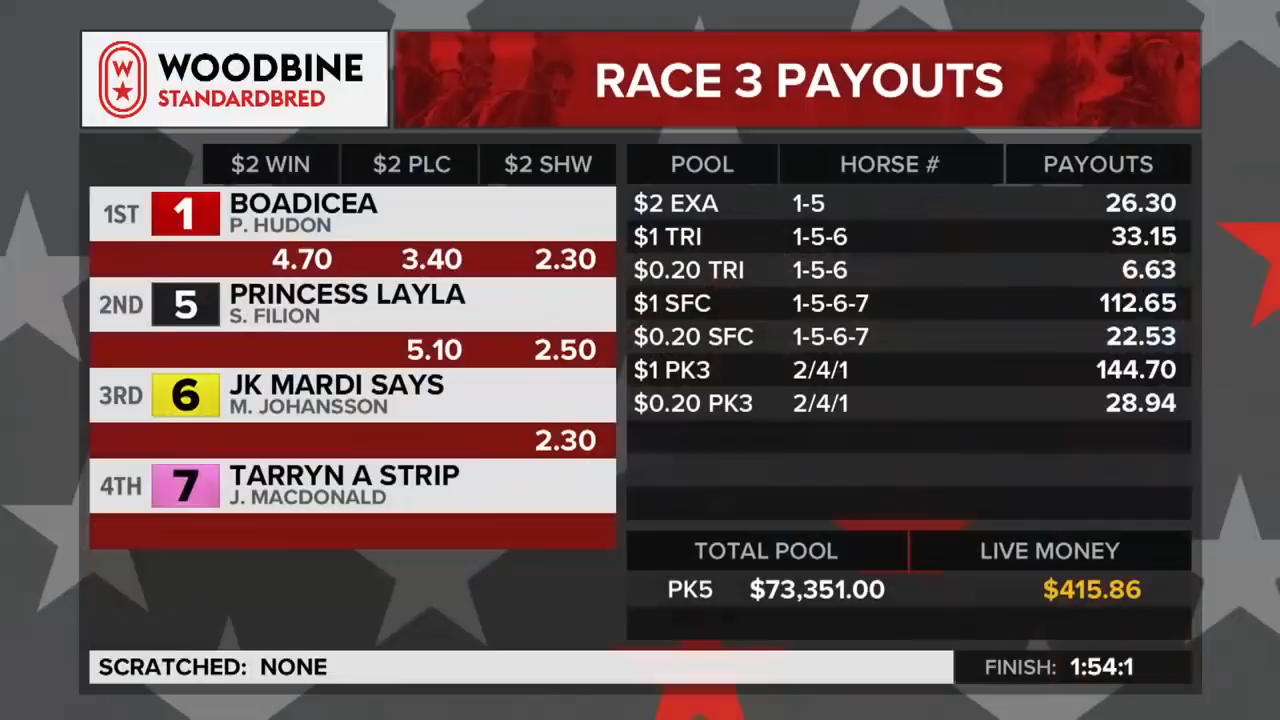 W
WOODBINE
STANDARDBRED
RACE 3 PAYOUTS
$2 WIN $2 PLC $2 SHW
1ST 1 BOADICEA
P. HUDON
4.70 3.40 2.30
2ND 5 PRINCESS LAYLA
S. FILION
5.10 2.50
3RD 6 JK MARDI SAYS
M. JOHANSSON
2.30
4TH 7 TARRYN A STRIP
J. MACDONALD
POOL HORSE # PAYOUTS
$2 EXA 1-5 26.30
$1 TRI 1-5-6 33.15
$0.20 TRI 1-5-6 6.63
$1 SFC 1-5-6-7 112.65
$0.20 SFC 1-5-6-7 22.53
$1 PK3 2/4/1 144.70
$0.20 PK3 2/4/1 28.94
TOTAL POOL LIVE MONEY
PK5 $73,351.00 $415.86
SCRATCHED: NONE
FINISH: 1:54:1